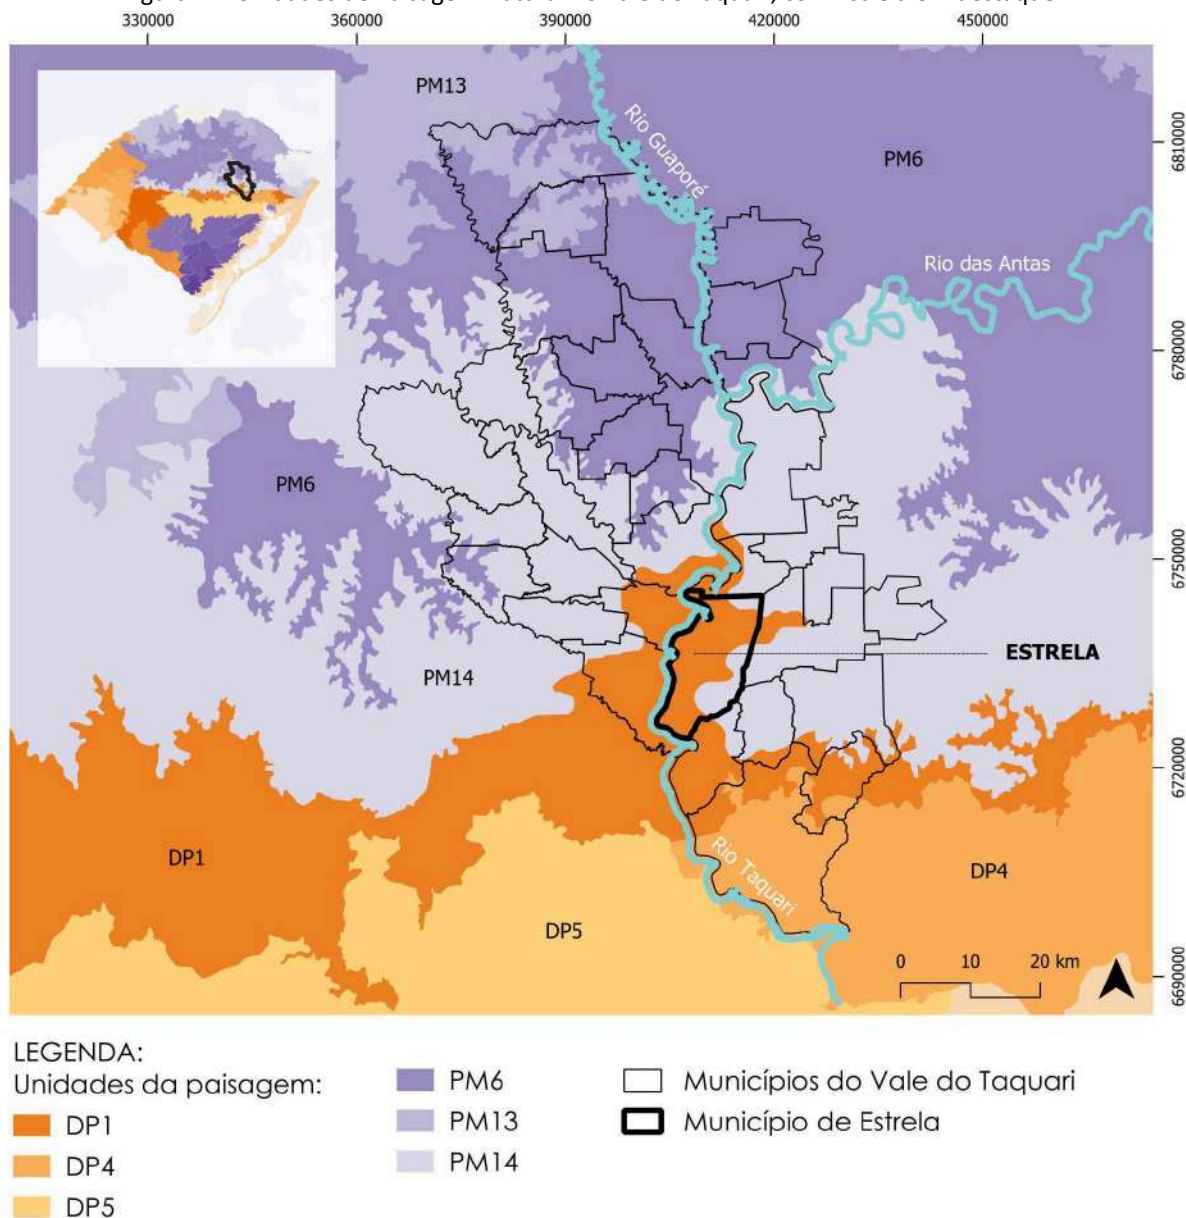 330000 360000 390000 420000 450000
PM13
Rio Guaporé
PM6
6810000
Rio das Antas
6780000
PM6
6750000
ESTRELA
PM14
6720000
DP1
Rio Taquari
DP4
DP5
0 10 20 km
6690000
LEGENDA:
Unidades da paisagem:
DP1
DP4
DP5
PM6
PM13
PM14
Municípios do Vale do Taquari
Município de Estrela